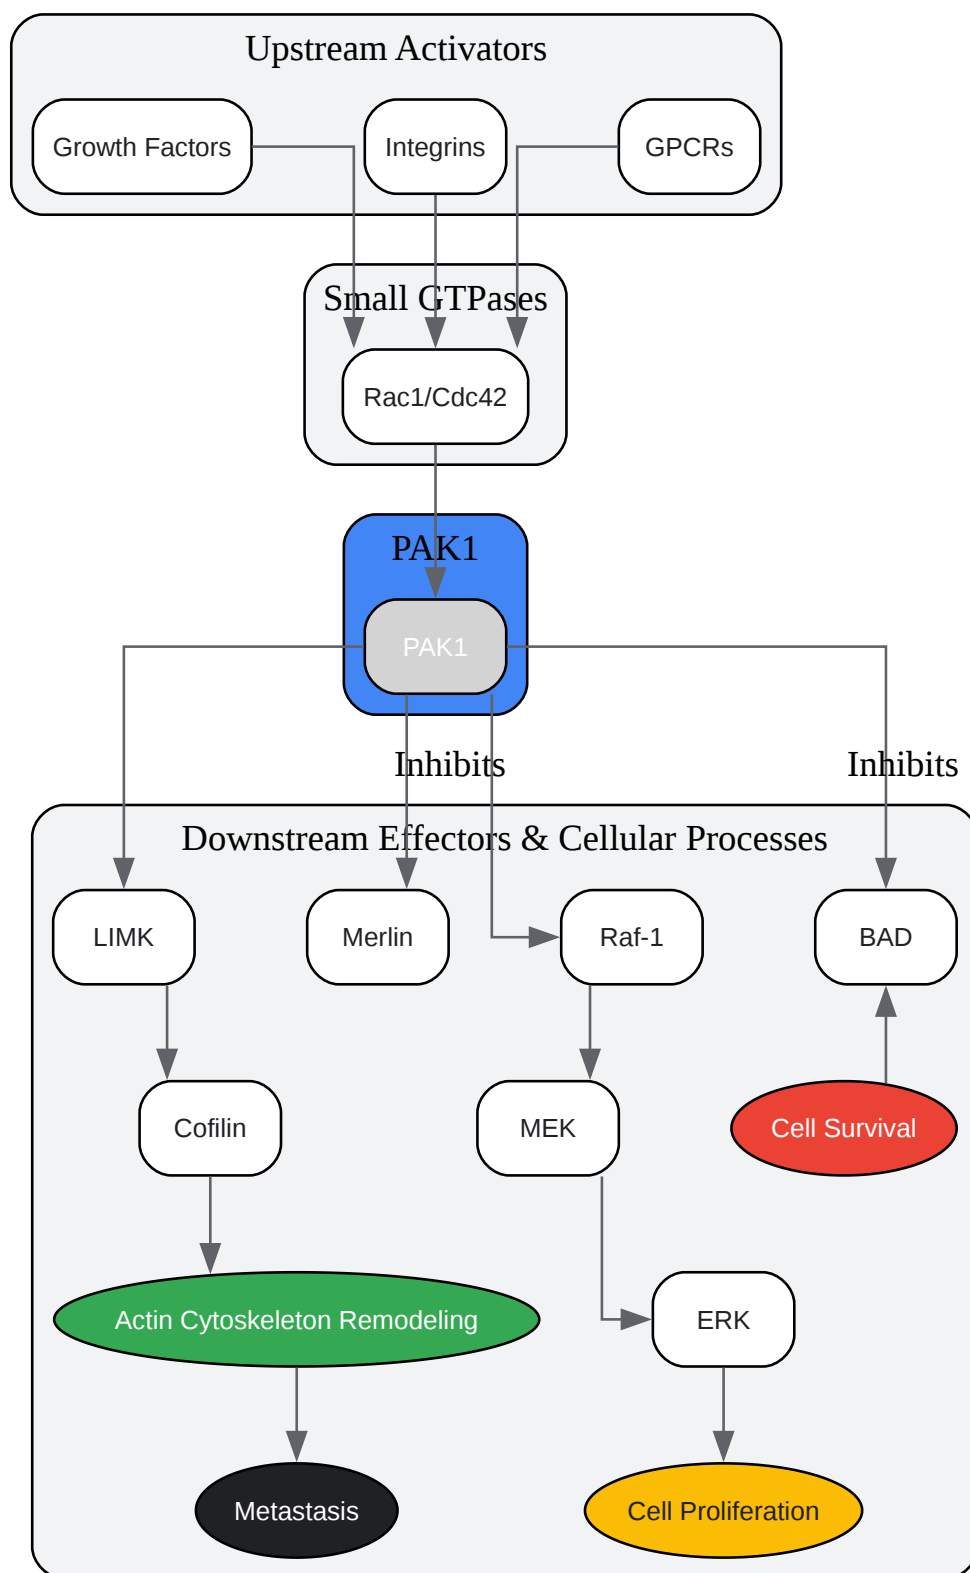 Upstream Activators
Growth Factors
Integrins
GPCRs
Small GTPases
Rac1/Cdc42
PAK1
PAK1
Inhibits
Inhibits
Downstream Effectors & Cellular Processes
LIMK
Merlin
Raf-1
BAD
Cofilin
MEK
Cell Survival
Actin Cytoskeleton Remodeling
ERK
Metastasis
Cell Proliferation